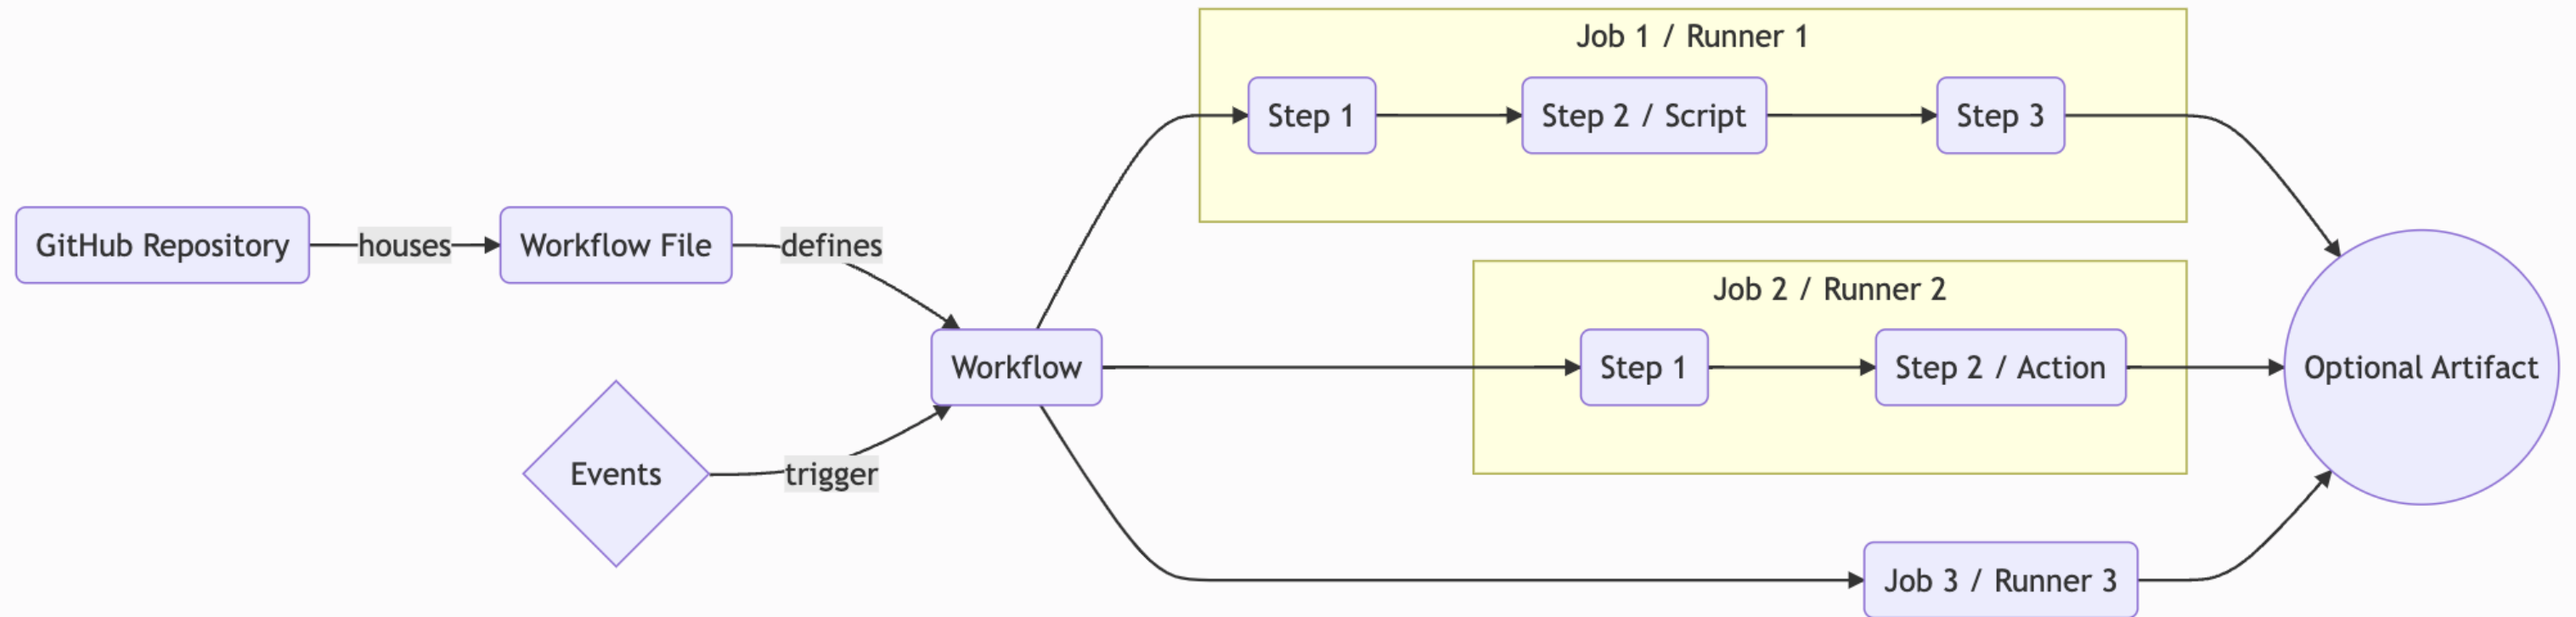 Job 1 / Runner 1
Step 1
Step 2 / Script
Step 3
GitHub Repository
houses
Workflow File
defines
Job 2 / Runner 2
Workflow
Step 1
Step 2 / Action
Optional Artifact
Events
trigger
Job 3 / Runner 3